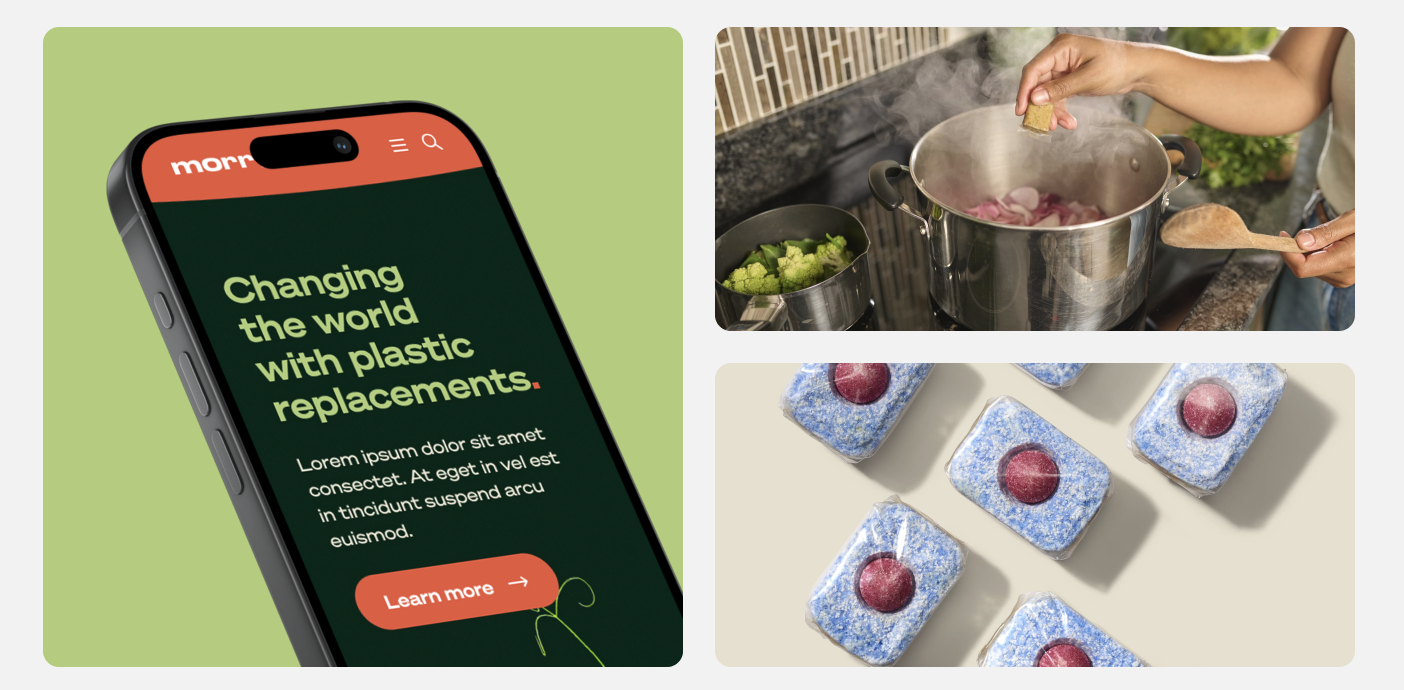 morr
Changing
the world
with plastic
replacements.
Lorem ipsum dolor sit amet
consectet. At eget in vel est
in tincidunt suspend arcu
euismod.
Learn more →